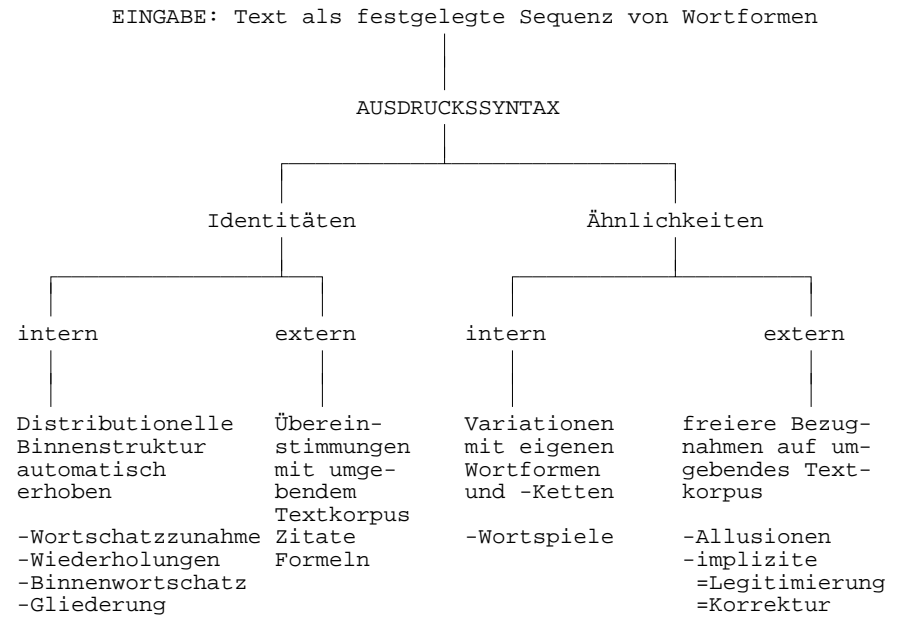 EINGABE: Text als festgelegte Sequenz von Wortformen
AUSDRUCKSSYNTAX
Identitäten
Ähnlichkeiten
intern
extern
intern
extern
Distributionelle
Binnenstruktur
automatisch
erhoben
-Wortschatzzunahme
-Wiederholungen
-Binnenwortschatz
-Gliederung
Überein-
stimmungen
mit umge-
bendem
Textkorpus
Zitate
Formeln
Variationen
mit eigenen
Wortformen
und -Ketten
-Wortspiele
freiere Bezug-
nahmen auf um-
gebendes Text-
korpus
-Allusionen
-implizite
=Legitimierung
=Korrektur